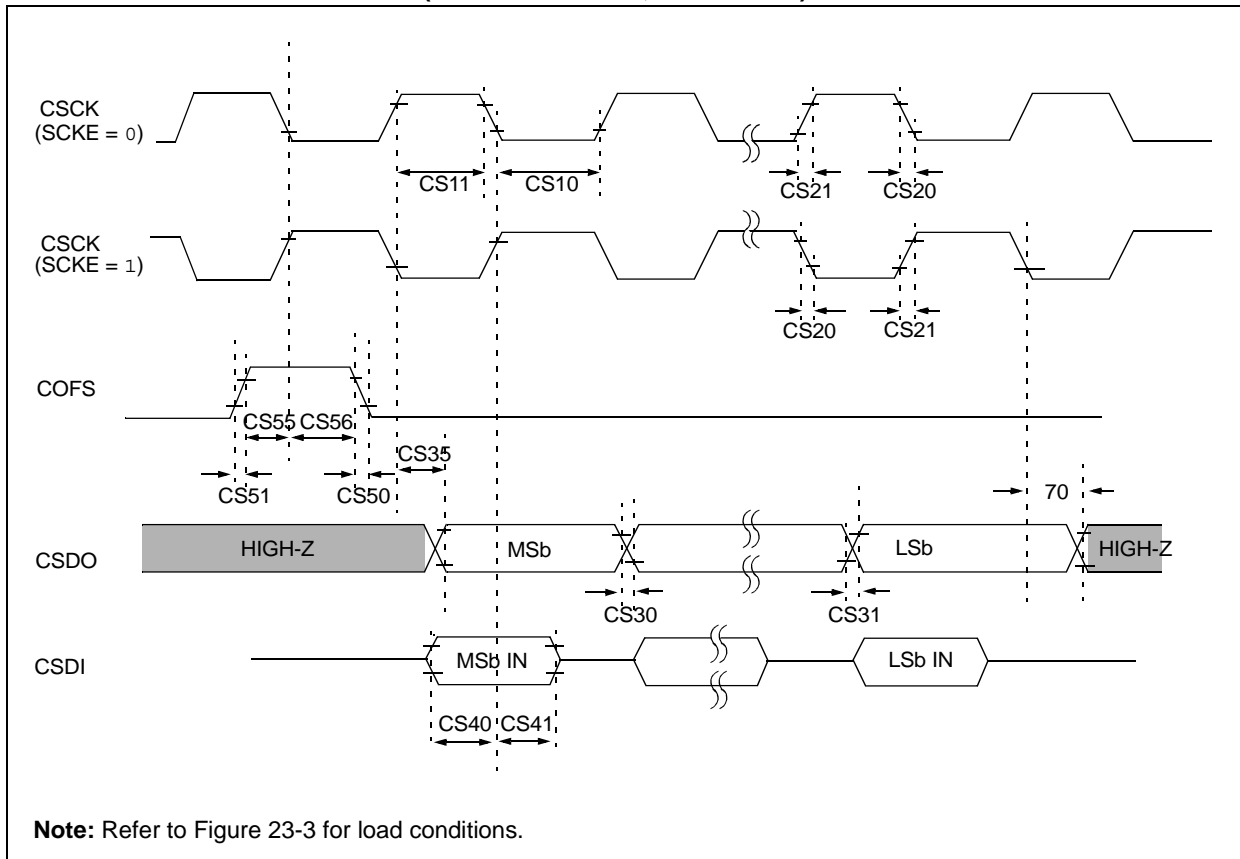 CSCK
(SCKE = 0)
CS11
CS10
CS21
CS20
CSCK
(SCKE = 1)
CS20
CS21
COFS
CS55
CS56
CS35
CS51
CS50
70
CSDO
HIGH-Z
MSb
LSb
HIGH-Z
CS30
CS31
CSDI
MSb IN
LSb IN
CS40
CS41
Note: Refer to Figure 23-3 for load conditions.